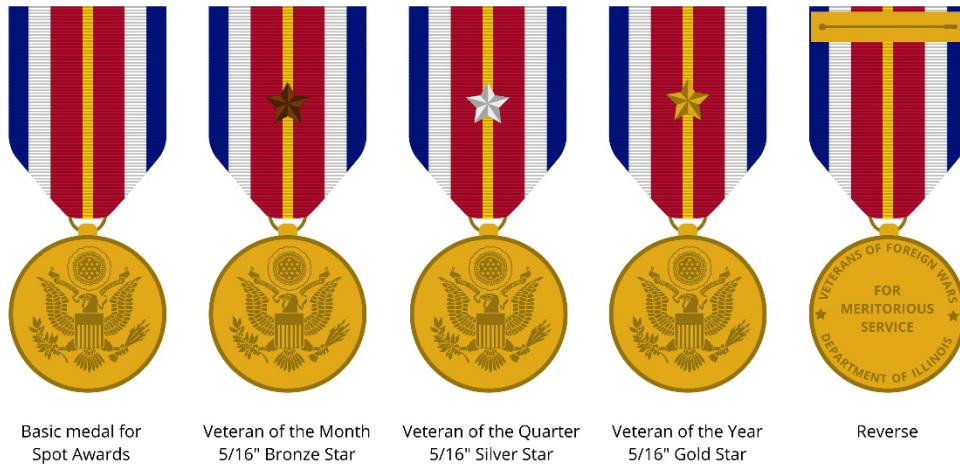 VETERANS OF FOREIGN WARS
FOR
MERITORIOUS
SERVICE
DEPARTMENT OF ILLINOIS
Basic medal for
Spot Awards
Veteran of the Month
5/16" Bronze Star
Veteran of the Quarter
5/16" Silver Star
Veteran of the Year
5/16" Gold Star
Reverse